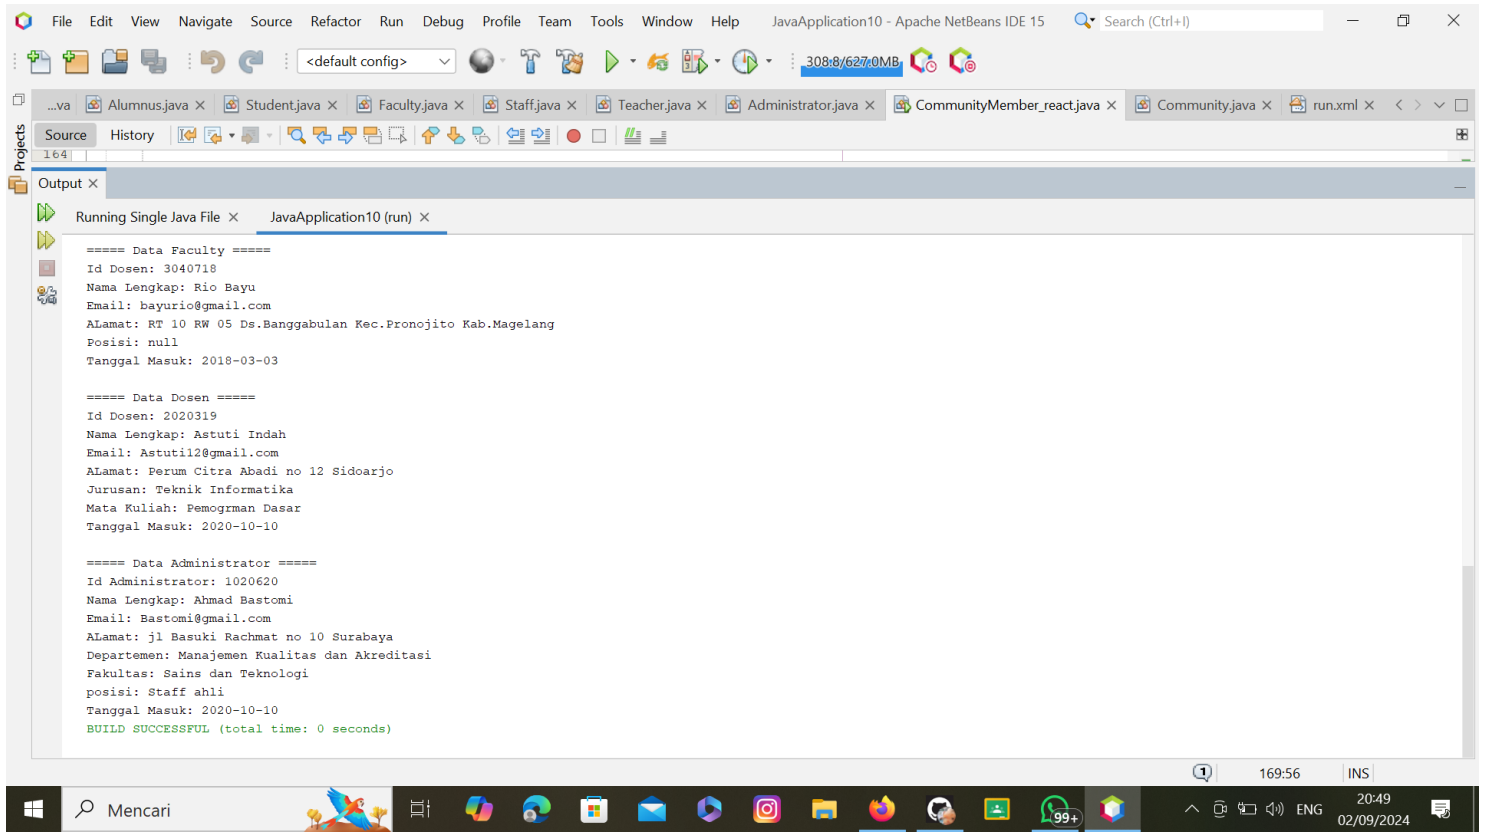 File Edit View Navigate Source Refactor Run Debug Profile Team Tools Window Help JavaApplication10 - Apache NetBeans IDE 15 Search (Ctrl+I)
<default config> 308.8/627.0MB
...va Alumnus.java Student.java Faculty.java Staff.java Teacher.java Administrator.java CommunityMember_react.java Community.java run.xml
Projects
Source History
164
Output
Running Single Java File JavaApplication10 (run)
===== Data Faculty =====
Id Dosen: 3040718
Nama Lengkap: Rio Bayu
Email: bayurio@gmail.com
ALamat: RT 10 RW 05 Ds.Banggabulan Kec.Pronojito Kab.Magelang
Posisi: null
Tanggal Masuk: 2018-03-03
===== Data Dosen =====
Id Dosen: 2020319
Nama Lengkap: Astuti Indah
Email: Astuti12@gmail.com
ALamat: Perum Citra Abadi no 12 Sidoarjo
Jurusan: Teknik Informatika
Mata Kuliah: Pemogrman Dasar
Tanggal Masuk: 2020-10-10
===== Data Administrator =====
Id Administrator: 1020620
Nama Lengkap: Ahmad Bastomi
Email: Bastomi@gmail.com
ALamat: jl Basuki Rachmat no 10 Surabaya
Departemen: Manajemen Kualitas dan Akreditasi
Fakultas: Sains dan Teknologi
posisi: Staff ahli
Tanggal Masuk: 2020-10-10
BUILD SUCCESSFUL (total time: 0 seconds)
1 169:56 INS
Mencari 99+ ENG 20:49
02/09/2024